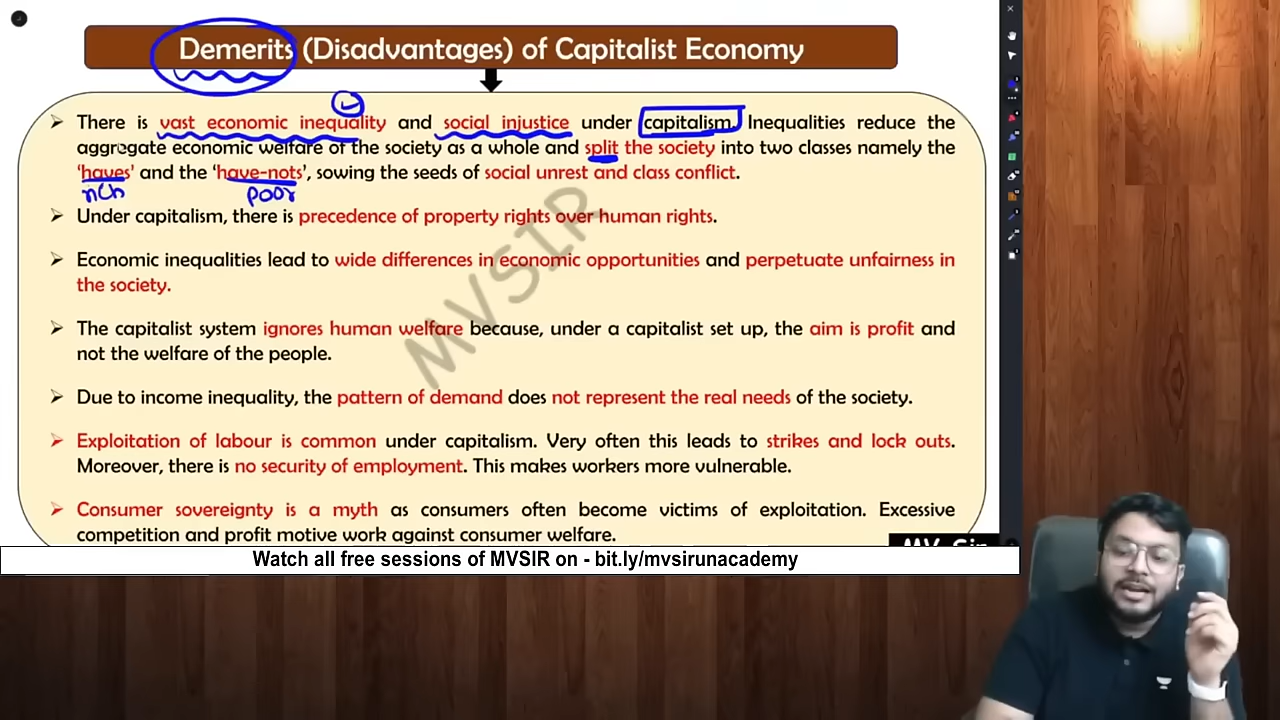 Demerits (Disadvantages) of Capitalist Economy
There is vast economic inequality and social injustice under capitalism. Inequalities reduce the
aggregate economic welfare of the society as a whole and split the society into two classes namely the
‘haves’ and the ‘have-nots’, sowing the seeds of social unrest and class conflict.
rich poor
Under capitalism, there is precedence of property rights over human rights.
Economic inequalities lead to wide differences in economic opportunities and perpetuate unfairness in
the society.
The capitalist system ignores human welfare because, under a capitalist set up, the aim is profit and
not the welfare of the people.
Due to income inequality, the pattern of demand does not represent the real needs of the society.
Exploitation of labour is common under capitalism. Very often this leads to strikes and lock outs.
Moreover, there is no security of employment. This makes workers more vulnerable.
Consumer sovereignty is a myth as consumers often become victims of exploitation. Excessive
competition and profit motive work against consumer welfare.
MVSIR
MV Sir
Watch all free sessions of MVSIR on - bit.ly/mvsirunacademy